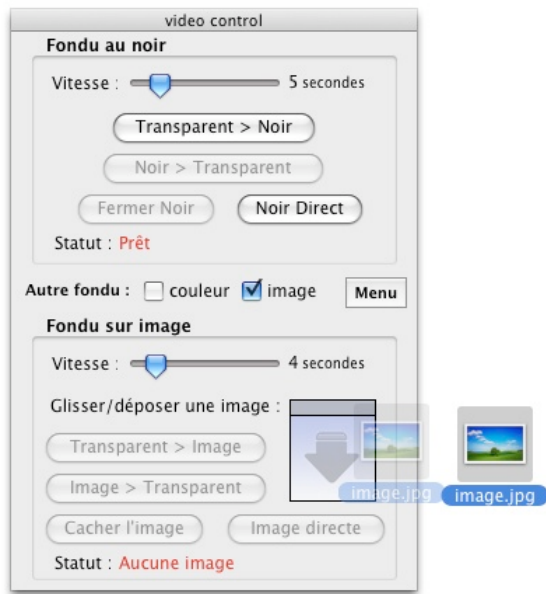 video control
Fondu au noir
Vitesse : 5 secondes
Transparent > Noir
Noir > Transparent
Fermer Noir Noir Direct
Statut : Prêt
Autre fondu : couleur image Menu
Fondu sur image
Vitesse : 4 secondes
Glisser/déposer une image :
Transparent > Image
Image > Transparent
image.jpg image.jpg
Cacher l'image Image directe
Statut : Aucune image